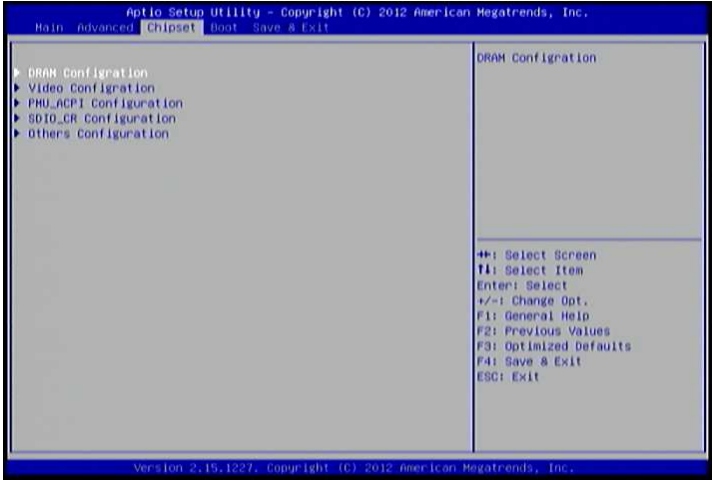 Aptio Setup Utility - Copyright (C) 2012 American Megatrends, Inc.
Main Advanced Chipset Boot Save & Exit
DRAM Configration
Video Configration
PMU_ACPI Configuration
SDIO_CR Configuration
Others Configuration
DRAM Configration
→←: Select Screen
↑↓: Select Item
Enter: Select
+/-: Change Opt.
F1: General Help
F2: Previous Values
F3: Optimized Defaults
F4: Save & Exit
ESC: Exit
Version 2.15.1227. Copyright (C) 2012 American Megatrends, Inc.